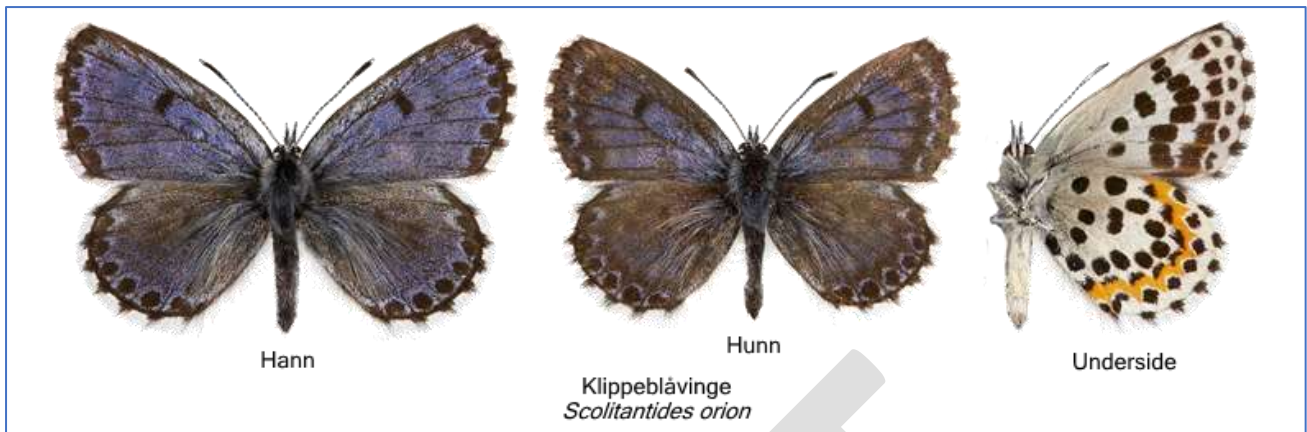 Hann
Hunn
Underside
Klippeblåvinge
Scolitantides orion